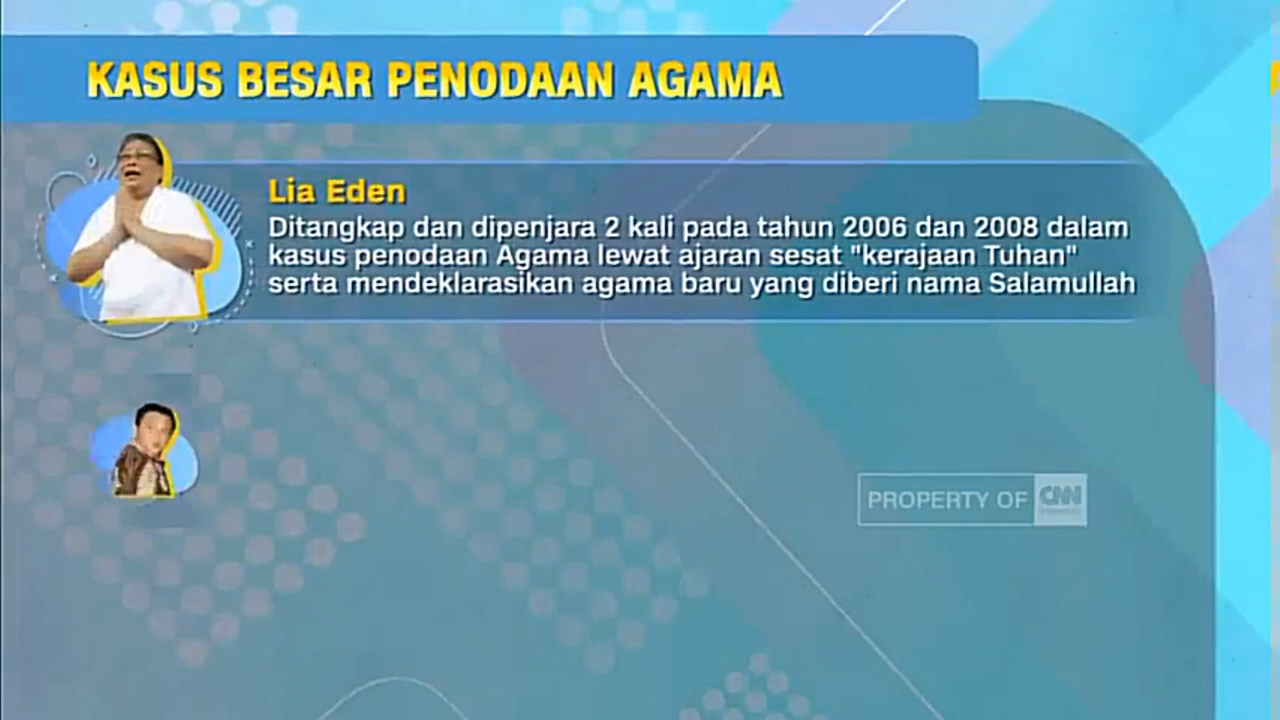 KASUS BESAR PENODAAN AGAMA
Lia Eden
Ditangkap dan dipenjara 2 kali pada tahun 2006 dan 2008 dalam
kasus penodaan Agama lewat ajaran sesat "kerajaan Tuhan"
serta mendeklarasikan agama baru yang diberi nama Salamullah
PROPERTY OF CNN